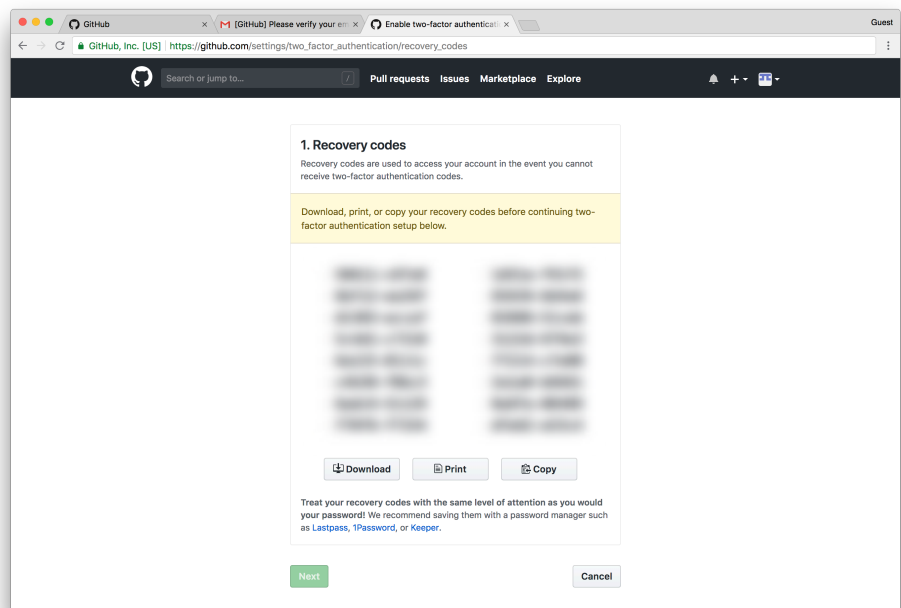 GitHub
[GitHub] Please verify your em
Enable two-factor authenticati
Guest
GitHub, Inc. [US]
https://github.com/settings/two_factor_authentication/recovery_codes
Search or jump to...
/
Pull requests
Issues
Marketplace
Explore
1. Recovery codes
Recovery codes are used to access your account in the event you cannot
receive two-factor authentication codes.
Download, print, or copy your recovery codes before continuing two-
factor authentication setup below.
Download
Print
Copy
Treat your recovery codes with the same level of attention as you would
your password! We recommend saving them with a password manager such
as Lastpass, 1Password, or Keeper.
Next
Cancel